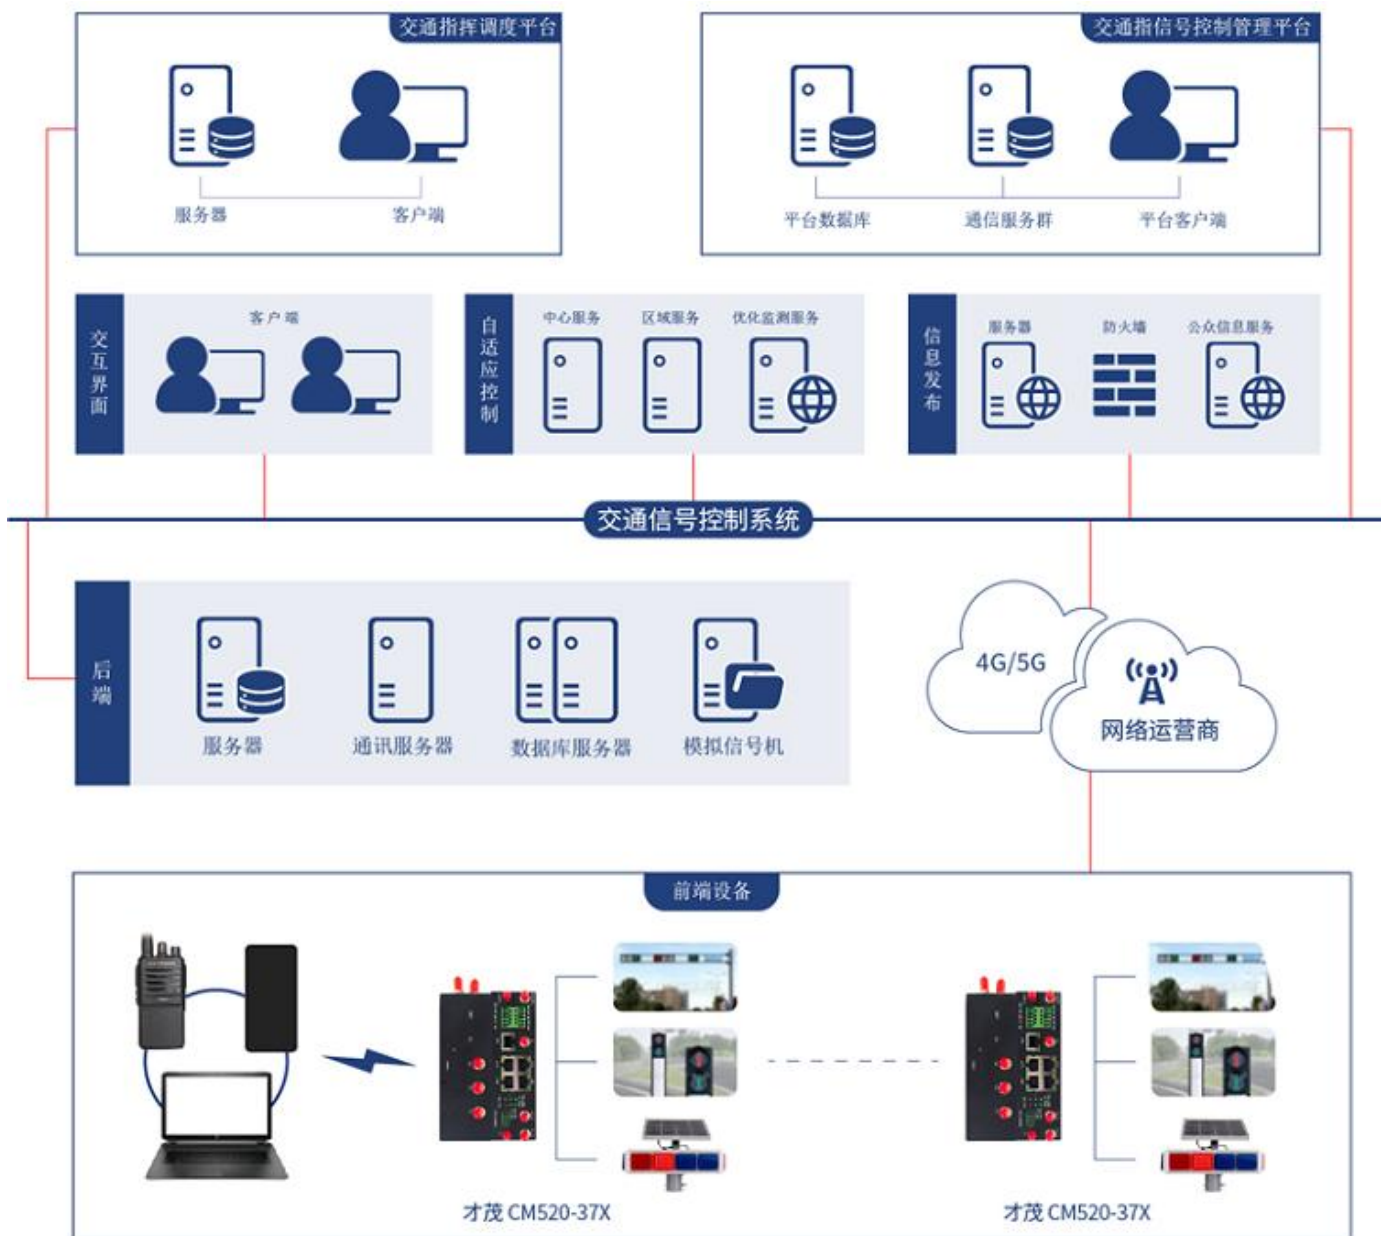 交通指挥调度平台
交通指信号控制管理平台
服务器
客户端
平台数据库
通信服务群
平台客户端
交互界面
客户端
自适应控制
中心服务
区域服务
优化监测服务
信息发布
服务器
防火墙
公众信息服务
交通信号控制系统
后端
服务器
通讯服务器
数据库服务器
模拟信号机
4G/5G
网络运营商
前端设备
才茂 CM520-37X
才茂 CM520-37X